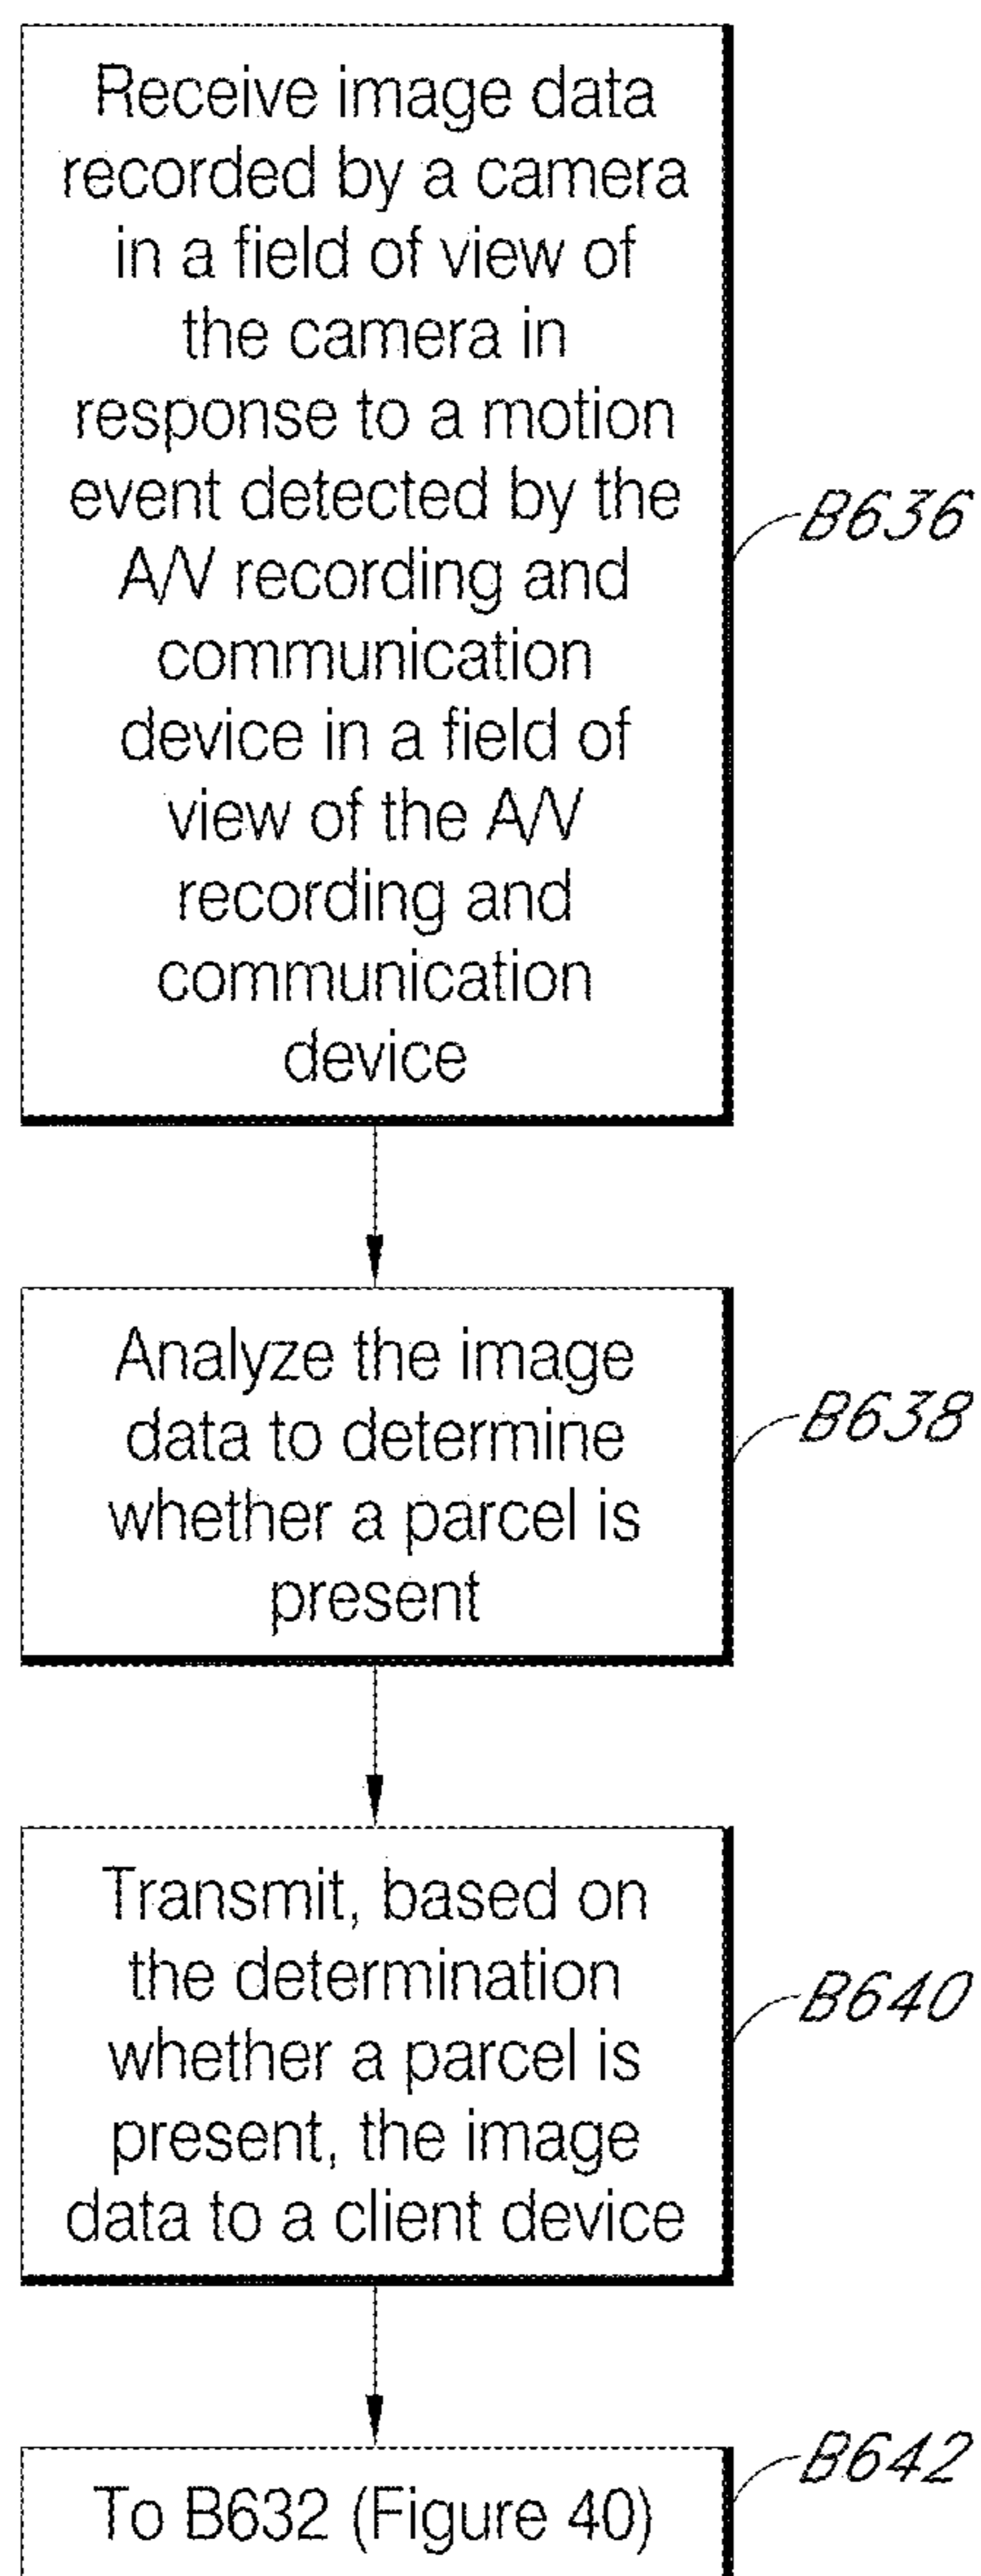 Receive image data
recorded by a camera
in a field of view of
the camera in
response to a motion
event detected by the
A/V recording and
communication
device in a field of
view of the A/V
recording and
communication
device
B636
Analyze the image
data to determine
whether a parcel is
present
B638
Transmit, based on
the determination
whether a parcel is
present, the image
data to a client device
B640
To B632 (Figure 40)
B642